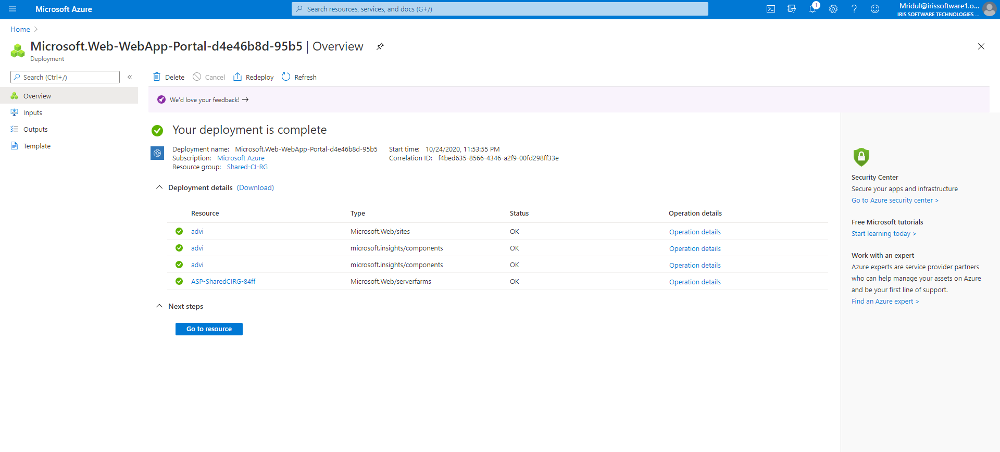 Microsoft Azure
Search resources, services, and docs (G+/)
1
Mridul@irissoftware1.o...
IRIS SOFTWARE TECHNOLOGIES ...
Home
Microsoft.Web-WebApp-Portal-d4e46b8d-95b5 | Overview
Deployment
Search (Ctrl+/)
«
Delete
Cancel
Redeploy
Refresh
Overview
Inputs
Outputs
Template
We'd love your feedback! →
Your deployment is complete
Deployment name: Microsoft.Web-WebApp-Portal-d4e46b8d-95b5
Subscription: Microsoft Azure
Resource group: Shared-CI-RG
Start time: 10/24/2020, 11:53:55 PM
Correlation ID: f4bed635-8566-4346-a2f9-00fd298ff33e
Deployment details (Download)
Resource Type Status Operation details
advi Microsoft.Web/sites OK Operation details
advi microsoft.insights/components OK Operation details
advi microsoft.insights/components OK Operation details
ASP-SharedCIRG-84ff Microsoft.Web/serverfarms OK Operation details
Next steps
Go to resource
Security Center
Secure your apps and infrastructure
Go to Azure security center >
Free Microsoft tutorials
Start learning today >
Work with an expert
Azure experts are service provider partners
who can help manage your assets on Azure
and be your first line of support.
Find an Azure expert >